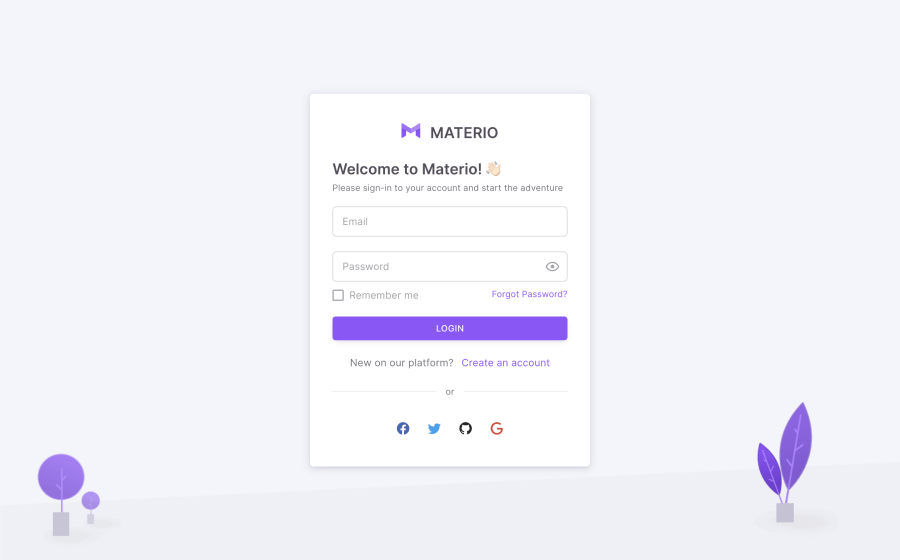 MATERIO
Welcome to Materio! 👋🏻
Please sign-in to your account and start the adventure
Email
Password
Remember me
Forgot Password?
LOGIN
New on our platform? Create an account
or